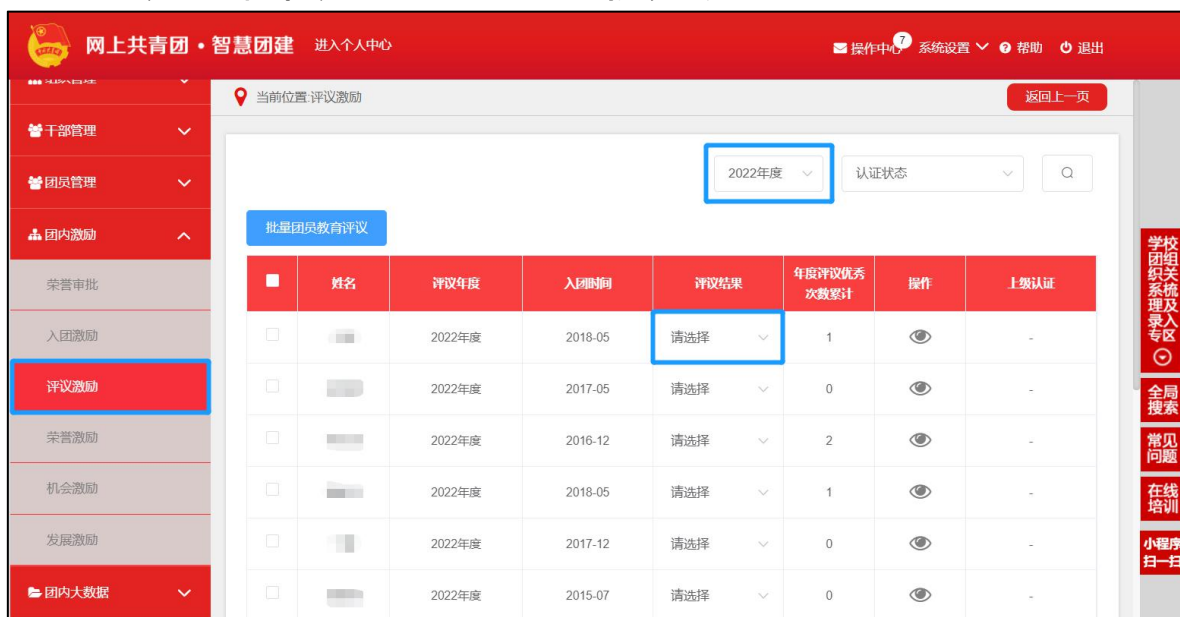 网上共青团·智慧团建 进入个人中心 操作中心 7 系统设置 帮助 退出
组织管理
当前位置:评议激励 返回上一页
干部管理
2022年度 认证状态
团员管理
批量团员教育评议
团内激励
荣誉审批
入团激励
评议激励
荣誉激励
机会激励
发展激励
团内大数据
姓名 评议年度 入团时间 评议结果 年度评议优秀次数累计 操作 上级认证
2022年度 2018-05 请选择 1 -
2022年度 2017-05 请选择 0 -
2022年度 2016-12 请选择 2 -
2022年度 2018-05 请选择 1 -
2022年度 2017-12 请选择 0 -
2022年度 2015-07 请选择 0 -
学校
团组
织关
系梳
理及
录入
专区
全局
搜索
常见
问题
在线
培训
小程序
扫一扫